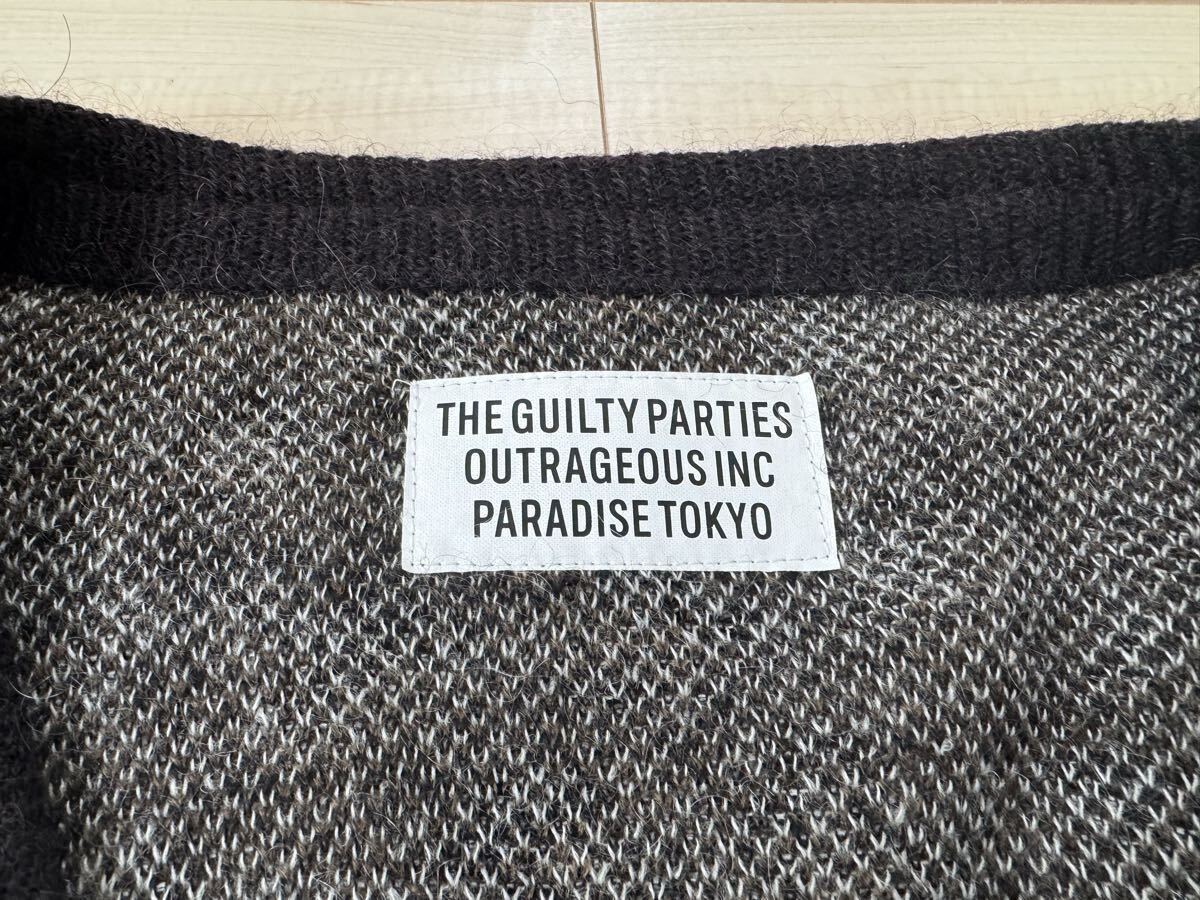 THE GUILTY PARTIES
OUTRAGEOUS INC
PARADISE TOKYO